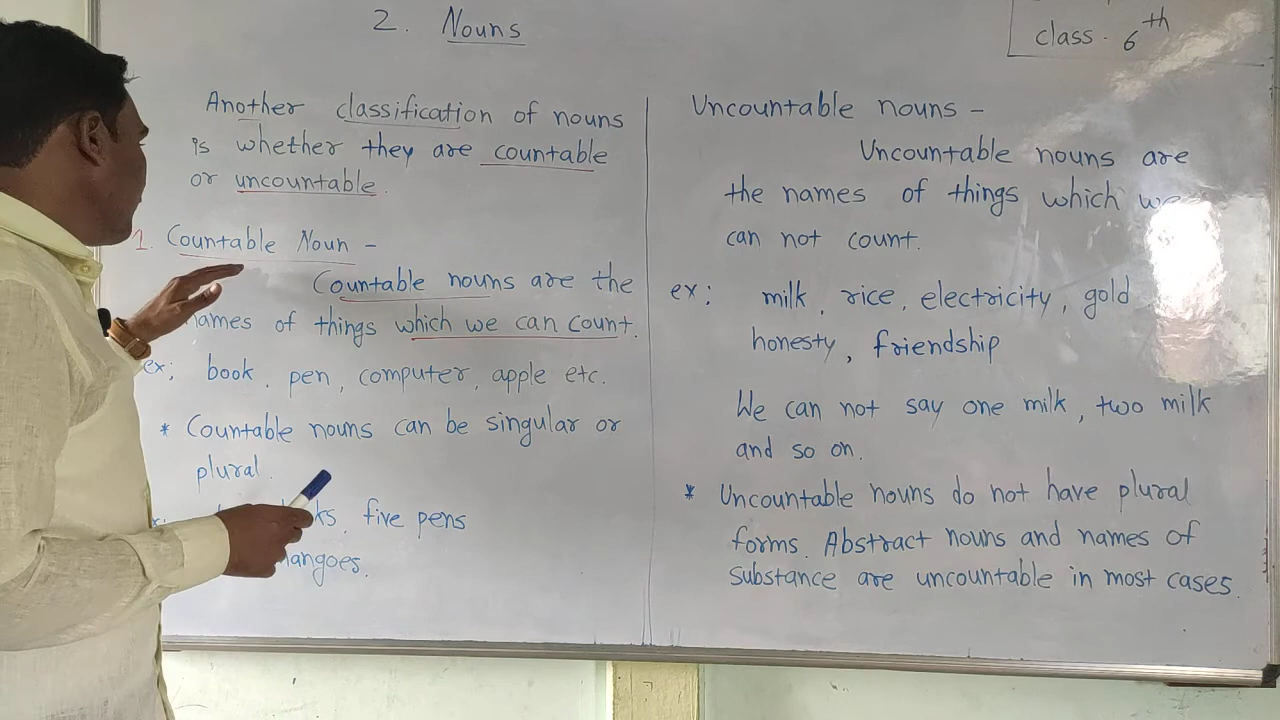 2. Nouns
class. 6th
Another classification of nouns
is whether they are countable
or uncountable.
1. Countable Noun -
Countable nouns are the
names of things which we can count.
ex; book, pen, computer, apple etc.
* Countable nouns can be singular or
plural.
five pens
Uncountable nouns -
Uncountable nouns are
the names of things which we
can not count.
ex: milk, rice, electricity, gold
honesty, friendship
We can not say one milk, two milk
and so on.
* Uncountable nouns do not have plural
forms. Abstract nouns and names of
substance are uncountable in most cases.